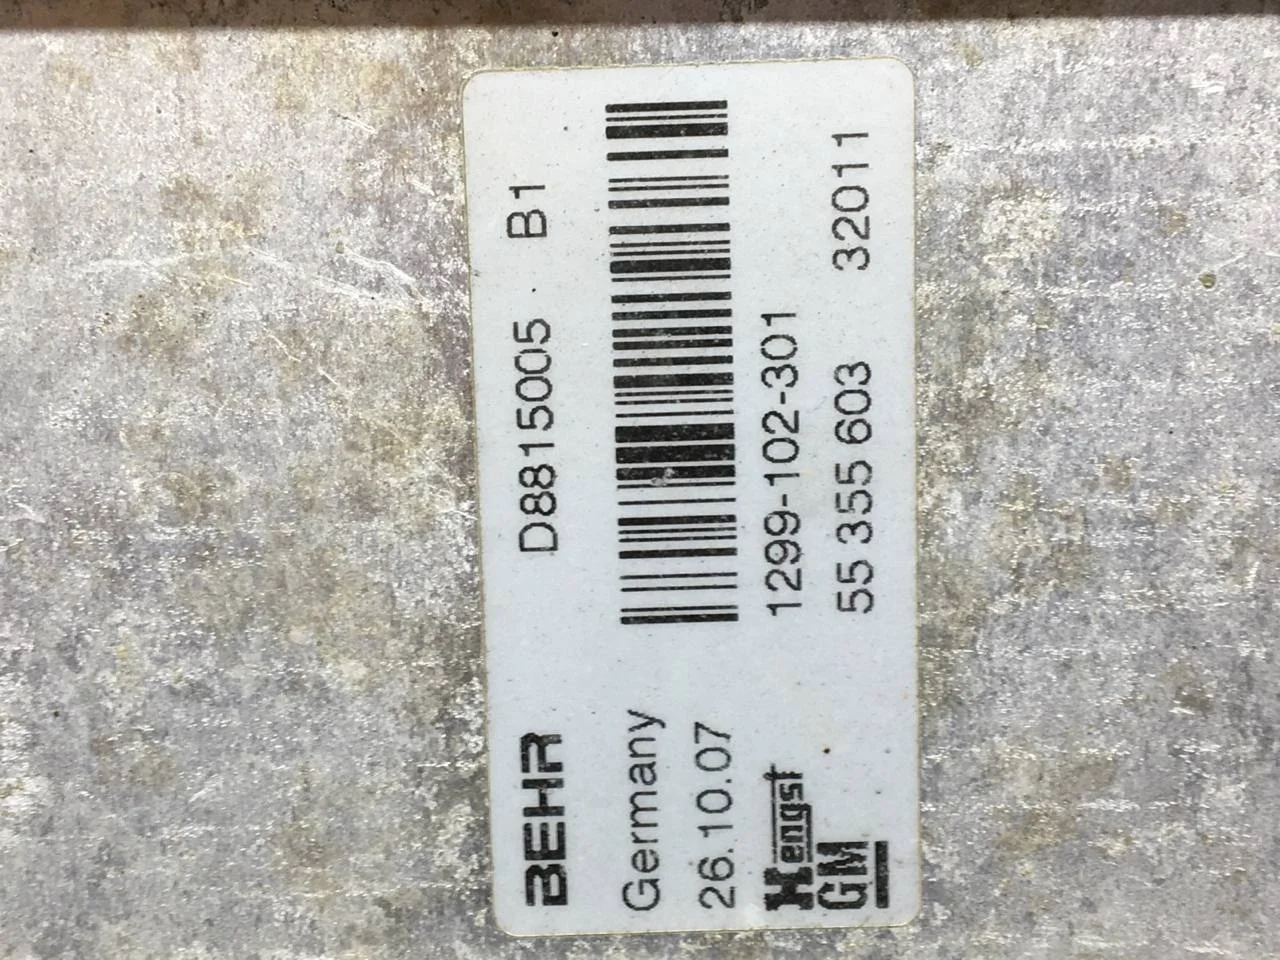 BEHR D8815005 B1
Germany
26.10.07
Hengst 1299-102-301
GM 55 355 603 32011